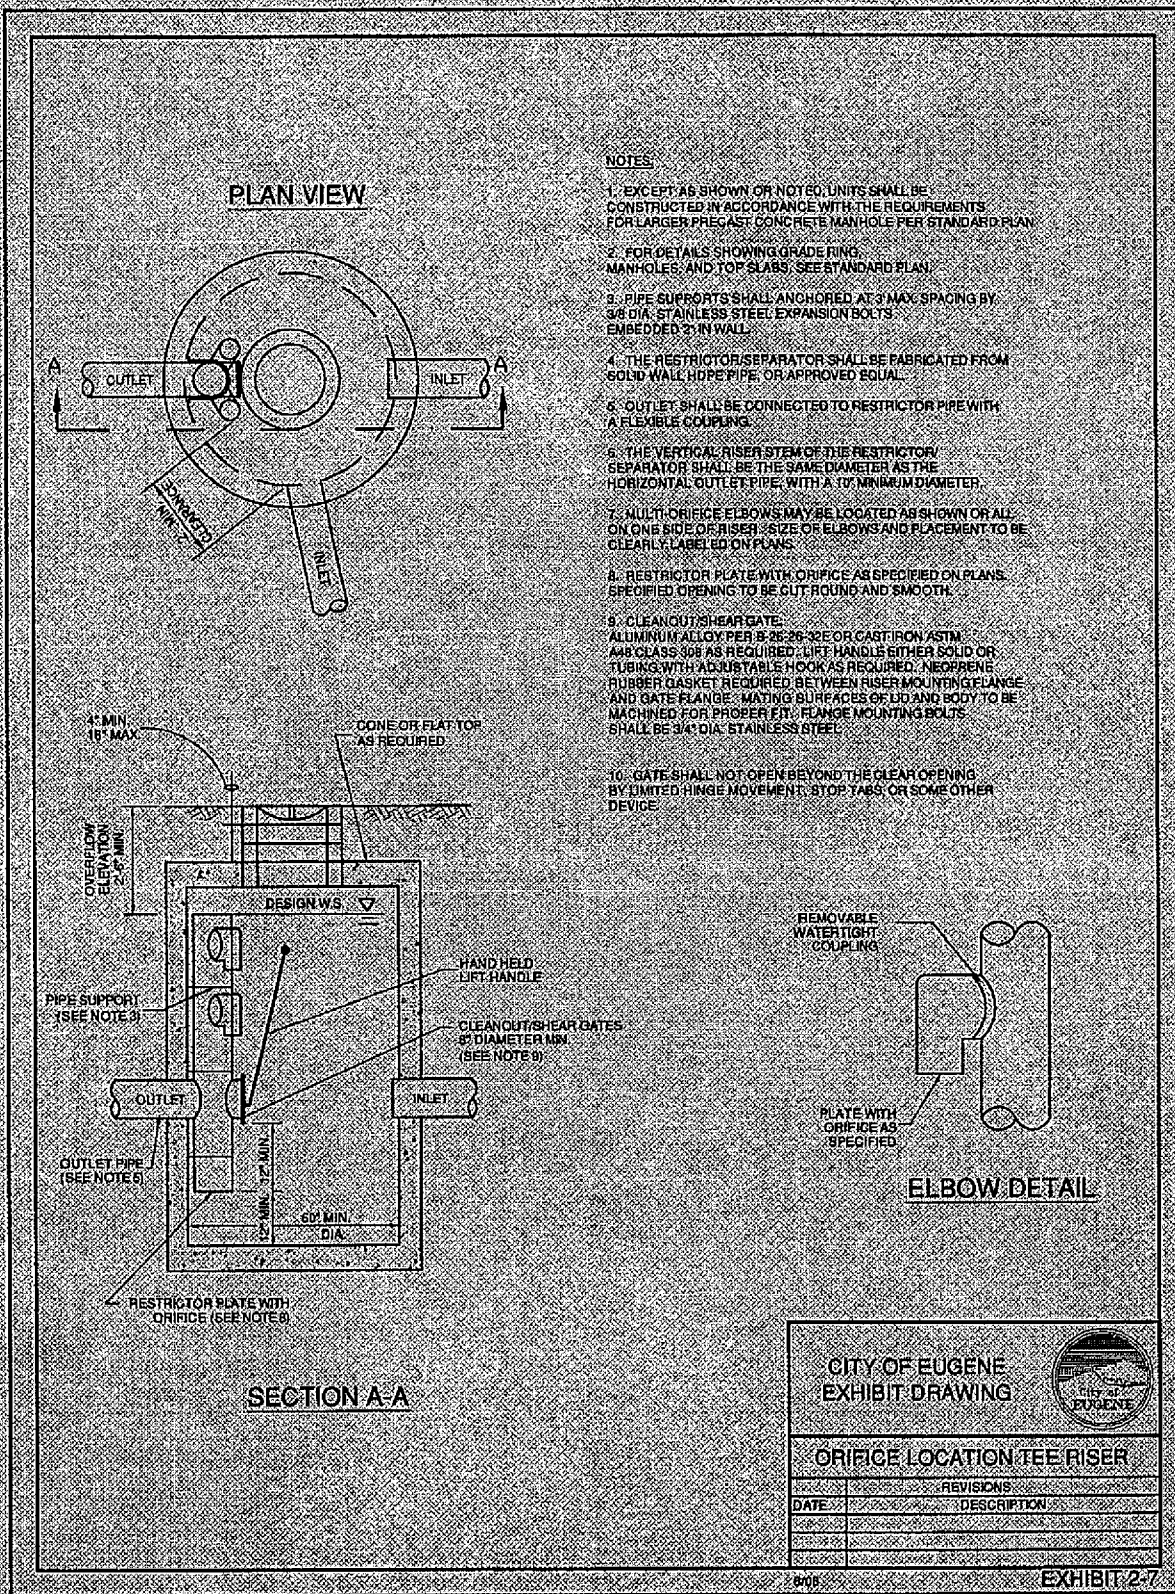 PLAN VIEW
A
OUTLET
INLET
A
2' MIN.
CLEARANCE
INLET
NOTES:
1. EXCEPT AS SHOWN OR NOTED, UNITS SHALL BE
CONSTRUCTED IN ACCORDANCE WITH THE REQUIREMENTS
FOR LARGER PRECAST CONCRETE MANHOLE PER STANDARD PLAN
2. FOR DETAILS SHOWING GRADE RING,
MANHOLES, AND TOP SLABS, SEE STANDARD PLAN.
3. PIPE SUPPORTS SHALL ANCHORED AT 3' MAX. SPACING BY
3/8 DIA. STAINLESS STEEL EXPANSION BOLTS
EMBEDDED 2" IN WALL.
4. THE RESTRICTOR/SEPARATOR SHALL BE FABRICATED FROM
SOLID WALL HDPE PIPE, OR APPROVED EQUAL.
5. OUTLET SHALL BE CONNECTED TO RESTRICTOR PIPE WITH
A FLEXIBLE COUPLING.
6. THE VERTICAL RISER STEM OF THE RESTRICTOR/
SEPARATOR SHALL BE THE SAME DIAMETER AS THE
HORIZONTAL OUTLET PIPE, WITH A 10" MINIMUM DIAMETER.
7. MULTI-ORIFICE ELBOWS MAY BE LOCATED AS SHOWN OR ALL
ON ONE SIDE OF RISER. SIZE OF ELBOWS AND PLACEMENT TO BE
CLEARLY LABELED ON PLANS.
8. RESTRICTOR PLATE WITH ORIFICE AS SPECIFIED ON PLANS.
SPECIFIED OPENING TO BE CUT ROUND AND SMOOTH.
9. CLEANOUT/SHEAR GATE:
ALUMINUM ALLOY PER B-26-26-32E OR CAST IRON ASTM
CLASS AS REQUIRED. LIFT HANDLE EITHER SOLID OR
TUBING WITH ADJUSTABLE HOOK AS REQUIRED. NEOPRENE
RUBBER GASKET REQUIRED BETWEEN RISER MOUNTING FLANGE
AND GATE FLANGE. MATING SURFACES OF LID AND BODY TO BE
MACHINED FOR PROPER FIT. FLANGE MOUNTING BOLTS
SHALL BE 3/4" DIA. STAINLESS STEEL
10. GATE SHALL NOT OPEN BEYOND THE CLEAR OPENING
BY LIMITED HINGE MOVEMENT, STOP TABS, OR SOME OTHER
DEVICE.
4" MIN.
16" MAX.
CONE OR FLAT TOP
AS REQUIRED
OVERFLOW
ELEVATION
2'-6" MIN.
DESIGN W.S.
HAND HELD
LIFT HANDLE
PIPE SUPPORT
(SEE NOTE 3)
CLEANOUT/SHEAR GATES
8" DIAMETER MIN.
(SEE NOTE 9)
OUTLET
INLET
OUTLET PIPE
(SEE NOTE 5)
12" MIN.
12" MIN.
60" MIN.
DIA.
RESTRICTOR PLATE WITH
ORIFICE (SEE NOTE 8)
SECTION A-A
REMOVABLE
WATERTIGHT
COUPLING
PLATE WITH
ORIFICE AS
SPECIFIED
ELBOW DETAIL
CITY OF EUGENE
EXHIBIT DRAWING
City of
EUGENE
ORIFICE LOCATION TEE RISER
REVISIONS
DATE
DESCRIPTION
EXHIBIT 2-7